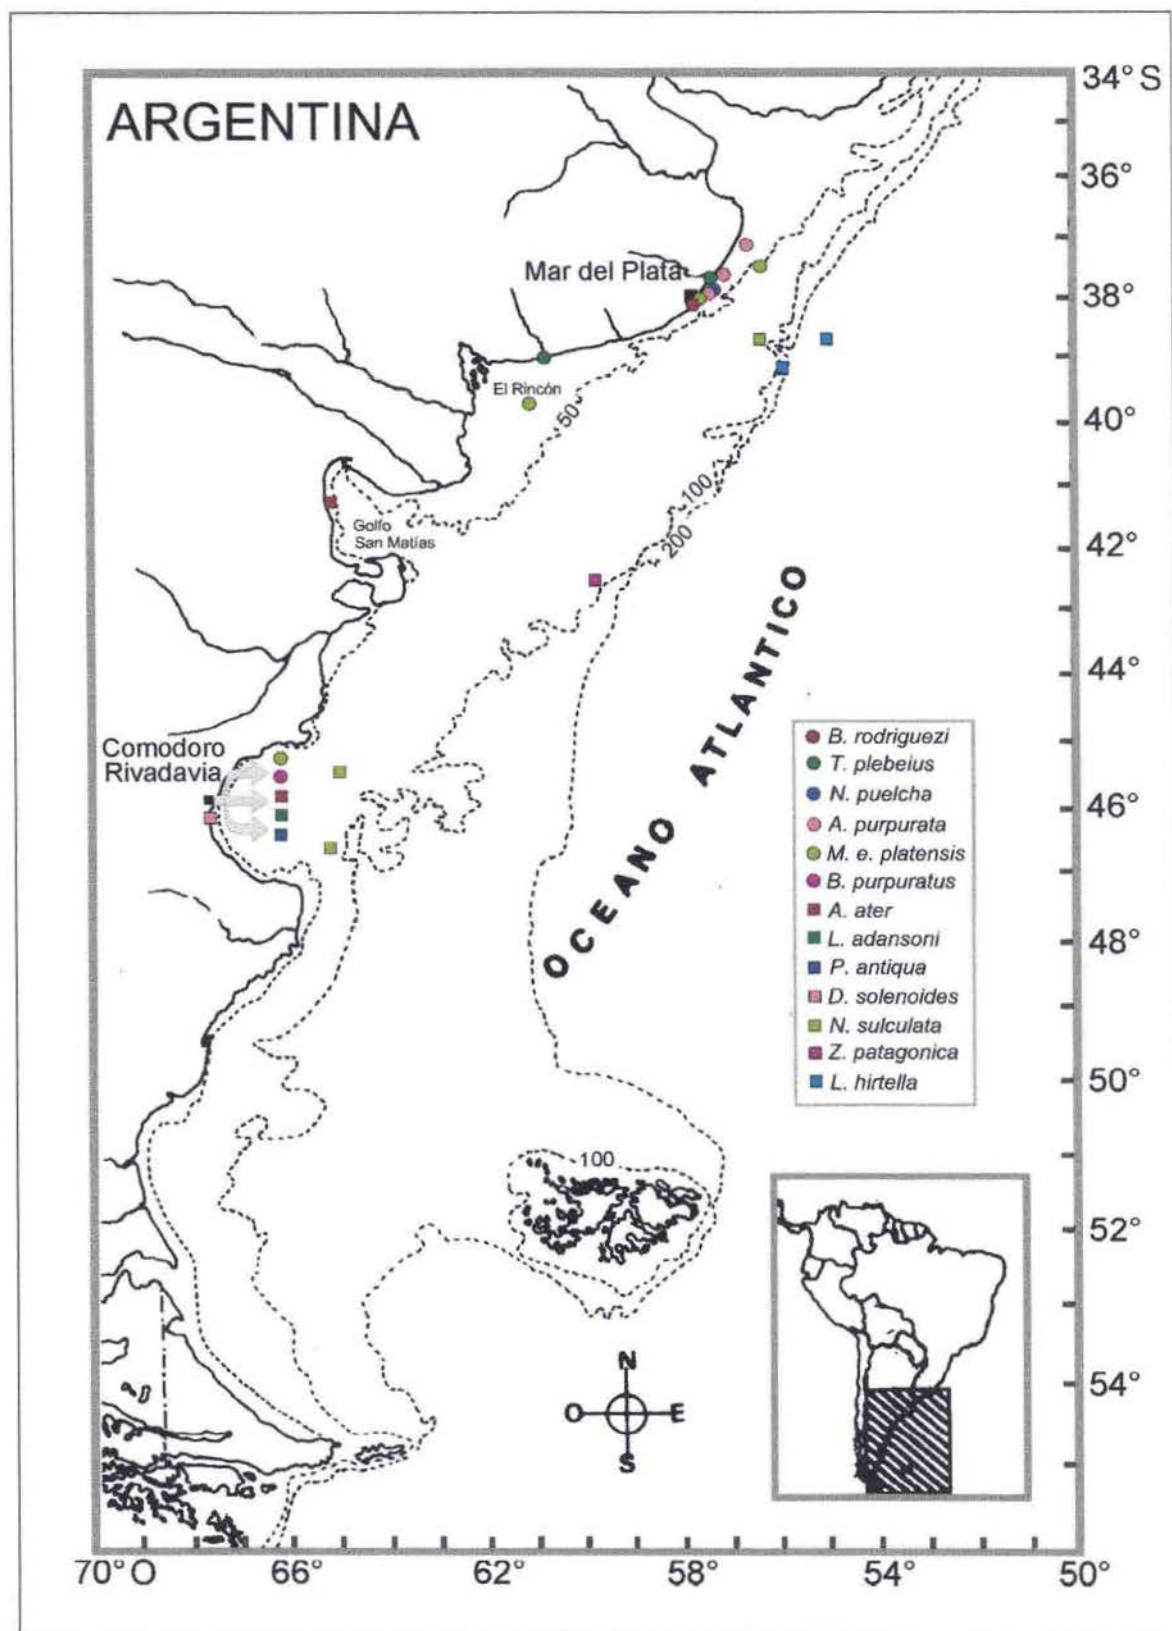 ARGENTINA
34° S
36°
Mar del Plata
38°
El Rincón
50
40°
100
Golfo
San Matías
200
42°
44°
OCEANO ATLANTICO
Comodoro
Rivadavia
B. rodriguezi
T. plebeius
N. puelcha
A. purpurata
M. e. platensis
B. purpuratus
A. ater
L. adansoni
P. antiqua
D. solenoides
N. sulculata
Z. patagonica
L. hirtella
46°
48°
50°
100
52°
54°
N
O
E
S
70° O
66°
62°
58°
54°
50°